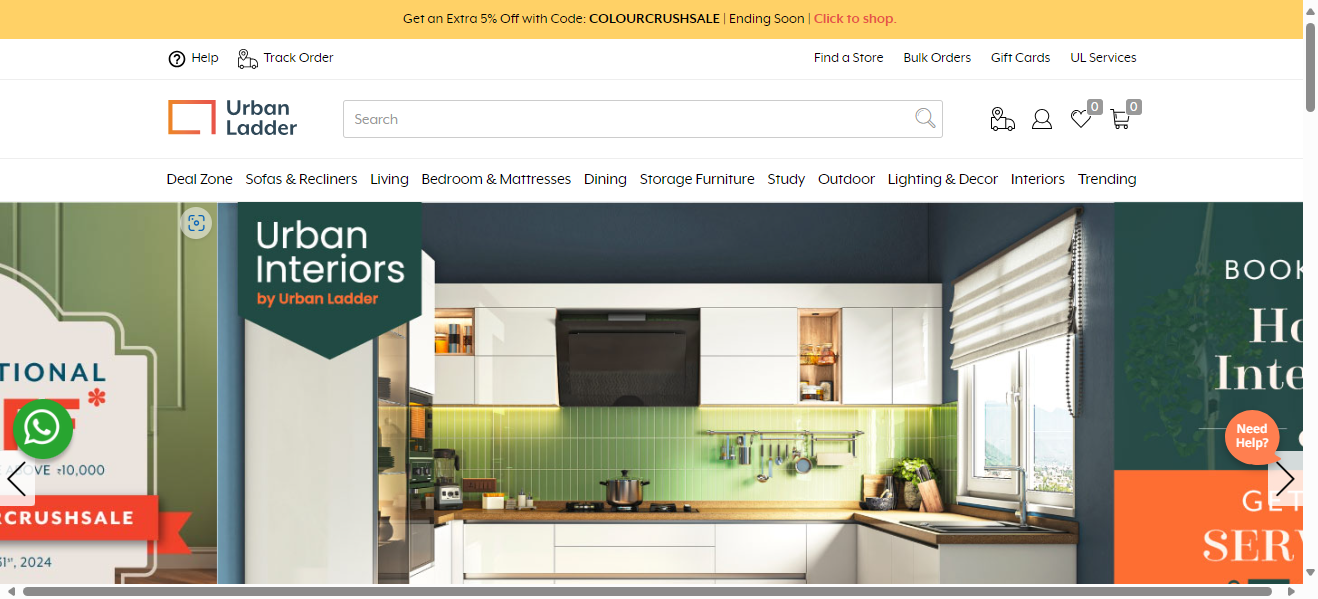 Get an Extra 5% Off with Code: COLOURCRUSHSALE | Ending Soon | Click to shop.
Help Track Order Find a Store Bulk Orders Gift Cards UL Services
Urban
Ladder
Search
0 0
Deal Zone Sofas & Recliners Living Bedroom & Mattresses Dining Storage Furniture Study Outdoor Lighting & Decor Interiors Trending
Urban
Interiors
by Urban Ladder
TIONAL
*
OVE ₹10,000
RCRUSHSALE
31st, 2024
BOOK
Ho
Inte
Need
Help?
GET
SERV